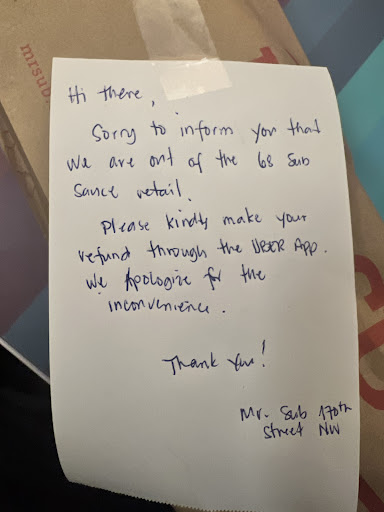 mrsub.
Hi there,
Sorry to inform you that
we are out of the 68 Sub
Sauce retail.
Please kindly make your
refund through the UBER App.
We Apologize for the
inconvenience.
Thank you!
Mr. Sub 170th
Street NW